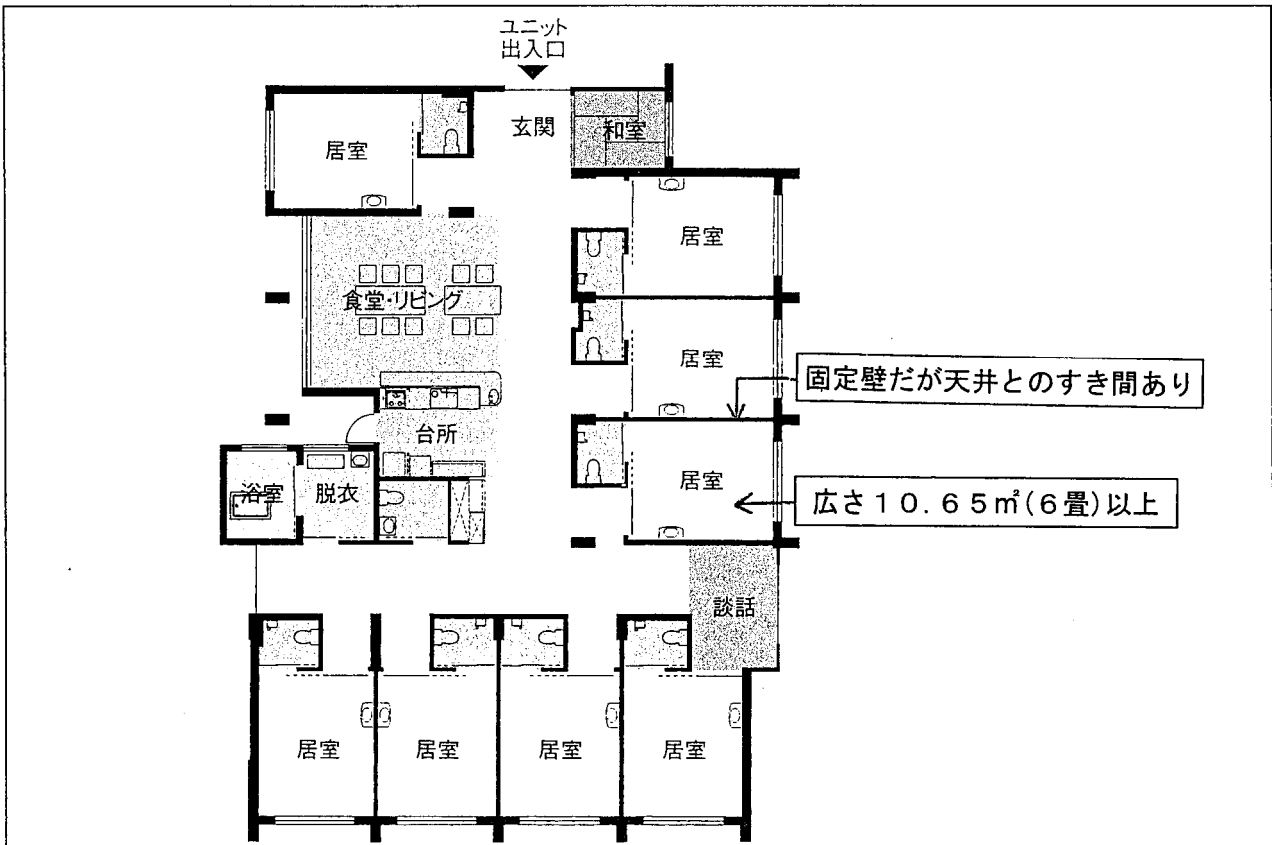 ユニット
出入口
玄関
和室
居室
居室
食堂・リビング
居室
固定壁だが天井とのすき間あり
台所
居室
浴室
脱衣
広さ10.65㎡(6畳)以上
談話
居室
居室
居室
居室